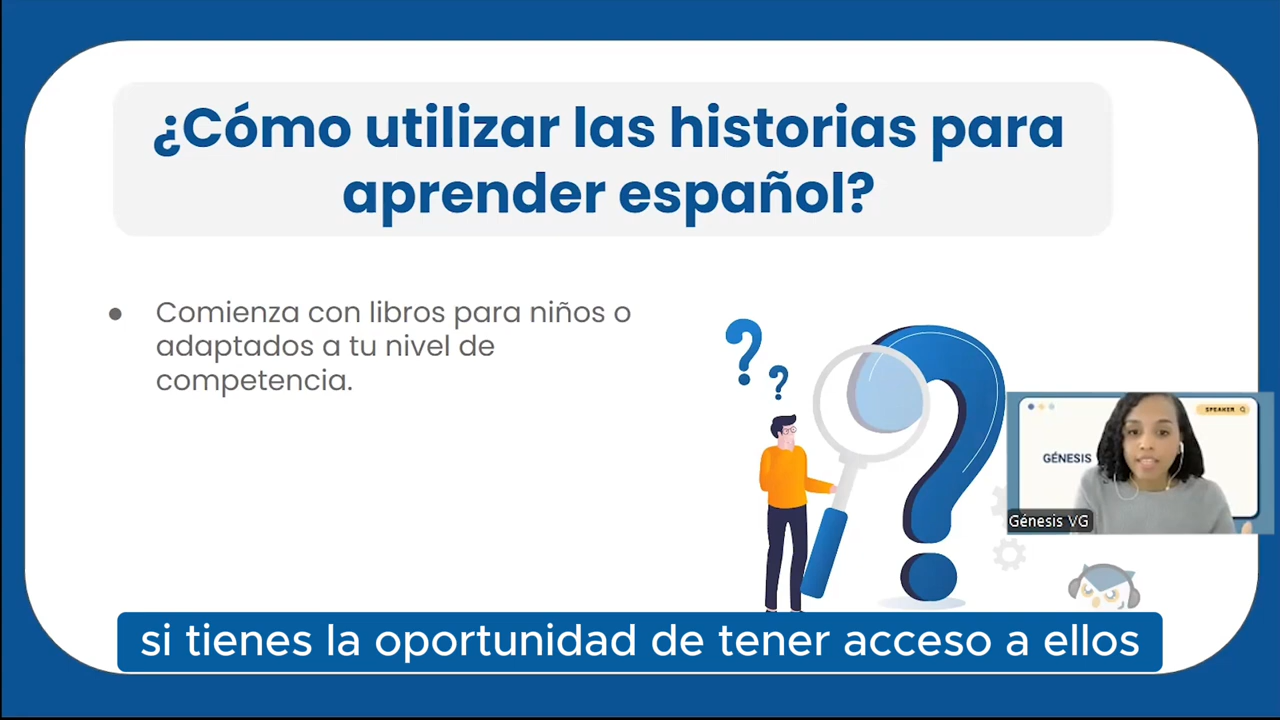 ¿Cómo utilizar las historias para
aprender español?
● Comienza con libros para niños o
adaptados a tu nivel de
competencia.
SPEAKER
GÉNESIS
Génesis VG
si tienes la oportunidad de tener acceso a ellos